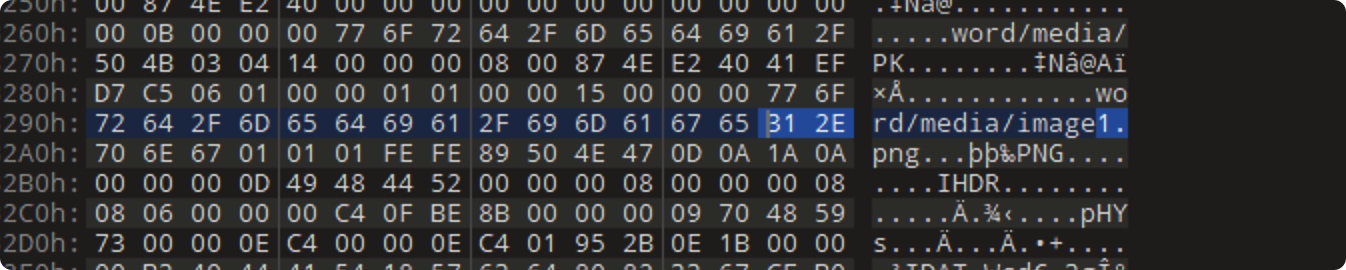 250h: 00 87 4E E2 40 00 00 00 00 00 00 00 00 00 00 00 .‡Nâ@...........
260h: 00 0B 00 00 00 77 6F 72 64 2F 6D 65 64 69 61 2F .....word/media/
270h: 50 4B 03 04 14 00 00 00 08 00 87 4E E2 40 41 EF PK........‡Nâ@Aï
280h: D7 C5 06 01 00 00 01 01 00 00 15 00 00 00 77 6F ×Å............wo
290h: 72 64 2F 6D 65 64 69 61 2F 69 6D 61 67 65 31 2E rd/media/image1.
2A0h: 70 6E 67 01 01 01 FE FE 89 50 4E 47 0D 0A 1A 0A png...þþ‰PNG....
2B0h: 00 00 00 0D 49 48 44 52 00 00 00 08 00 00 00 08 ....IHDR........
2C0h: 08 06 00 00 00 C4 0F BE 8B 00 00 00 09 70 48 59 .....Ä.¾‹....pHY
2D0h: 73 00 00 0E C4 00 00 0E C4 01 95 2B 0E 1B 00 00 s...Ä...Ä.•+....